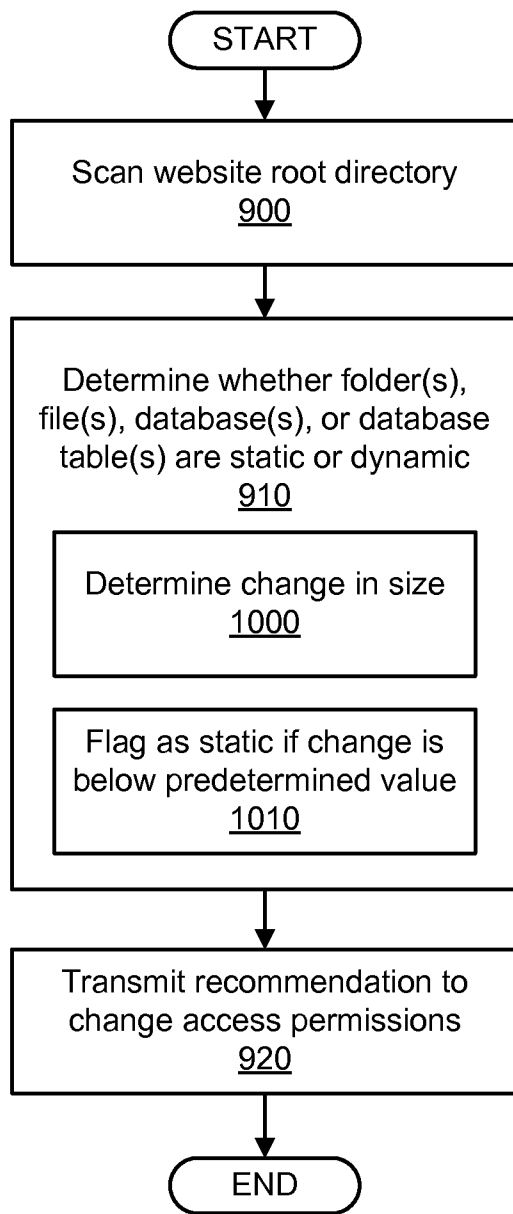 START
Scan website root directory
900
Determine whether folder(s),
file(s), database(s), or database
table(s) are static or dynamic
910
Determine change in size
1000
Flag as static if change is
below predetermined value
1010
Transmit recommendation to
change access permissions
920
END